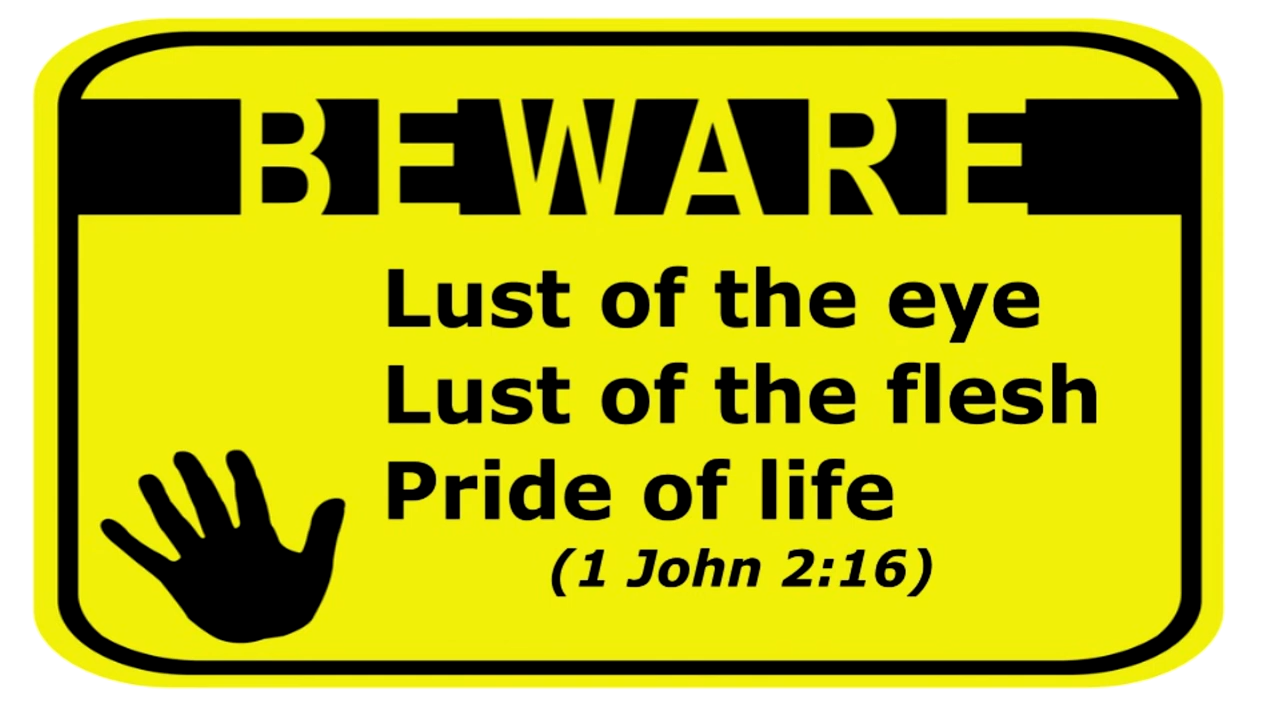 BEWARE
Lust of the eye
Lust of the flesh
Pride of life
(1 John 2:16)